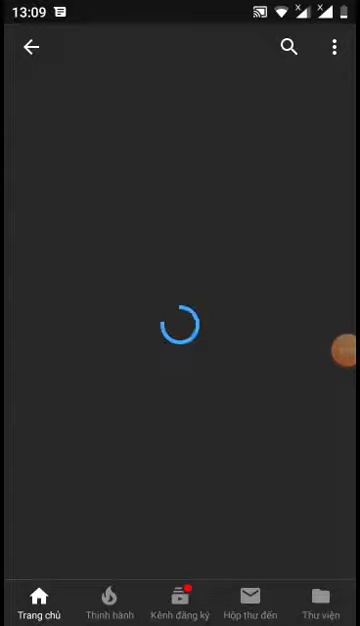 13:09
Trang chủ
Thịnh hành
Kênh đăng ký
Hộp thư đến
Thư viện